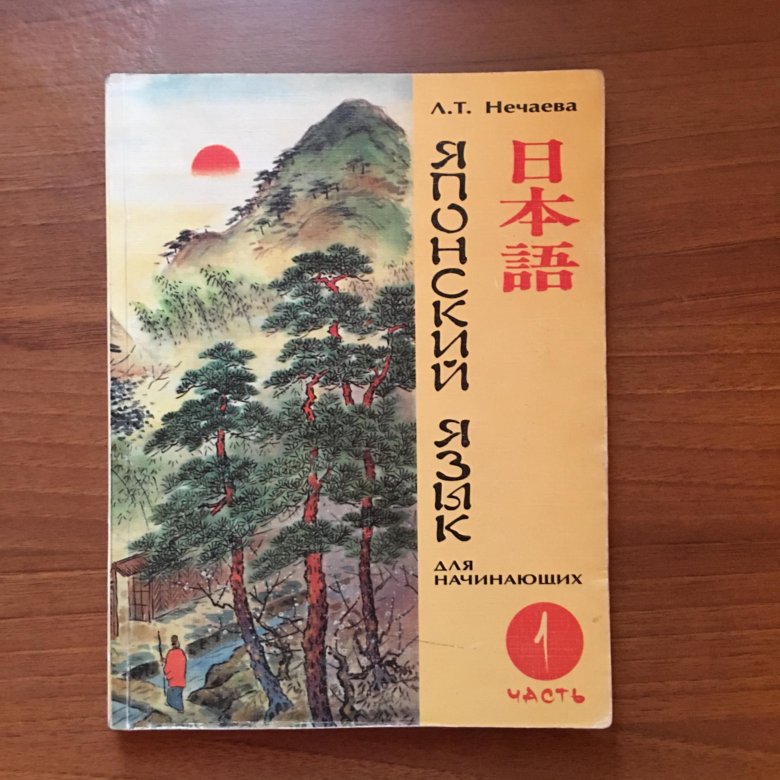 Л.Т. Нечаева
ЯПОНСКИЙ ЯЗЫК
日本語
ДЛЯ
НАЧИНАЮЩИХ
1
ЧАСТЬ